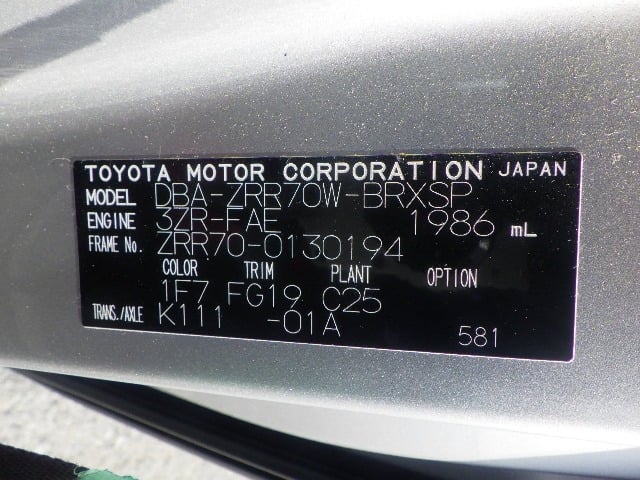 TOYOTA MOTOR CORPORATION JAPAN
MODEL DBA-ZRR70W-BRXSP
ENGINE 3ZR-FAE 1986 mL
FRAME No. ZRR70-0130194
COLOR TRIM PLANT OPTION
1F7 FG19 C25
TRANS./AXLE K111 -01A
581